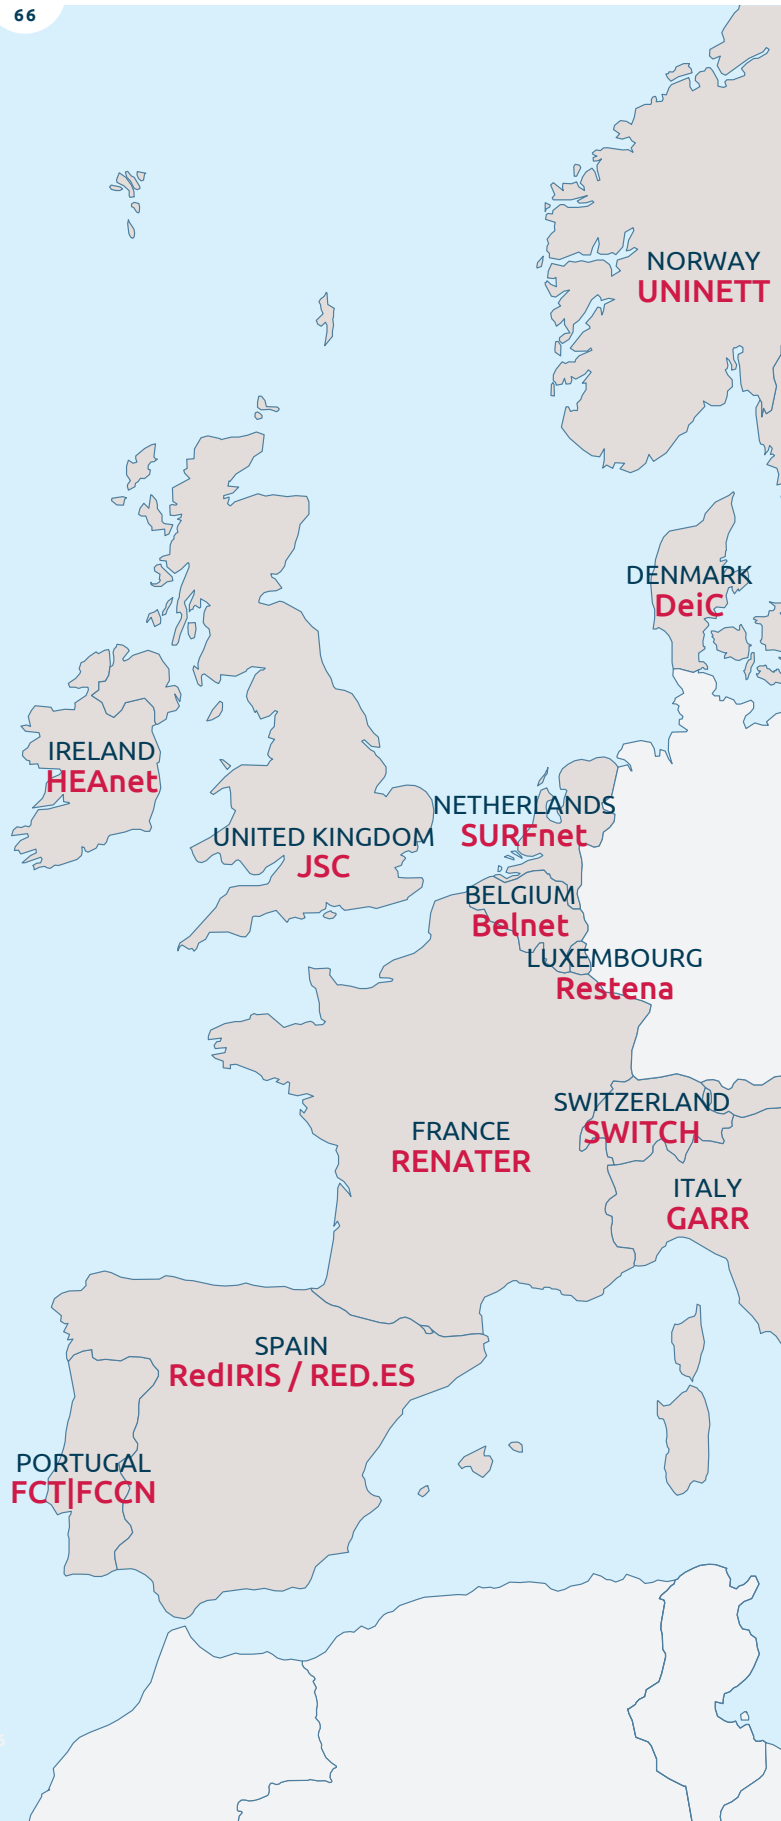 66
NORWAY
UNINETT
DENMARK
DeiC
IRELAND
HEAnet
NETHERLANDS
SURFnet
UNITED KINGDOM
JSC
BELGIUM
Belnet
LUXEMBOURG
Restena
SWITZERLAND
SWITCH
FRANCE
RENATER
ITALY
GARR
SPAIN
RedIRIS / RED.ES
PORTUGAL
FCT|FCCN